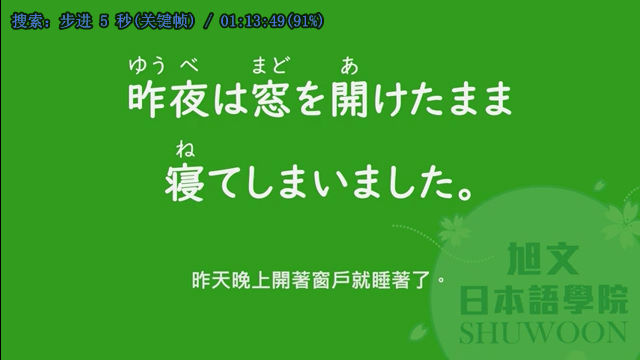 搜索: 步进 5 秒(关键帧) / 01:13:49(91%)
ゆうべ まど あ
昨夜は窓を開けたまま
ね
寝てしまいました。
昨天晚上開著窗戶就睡著了。
旭文
日本語學院
SHUWOON